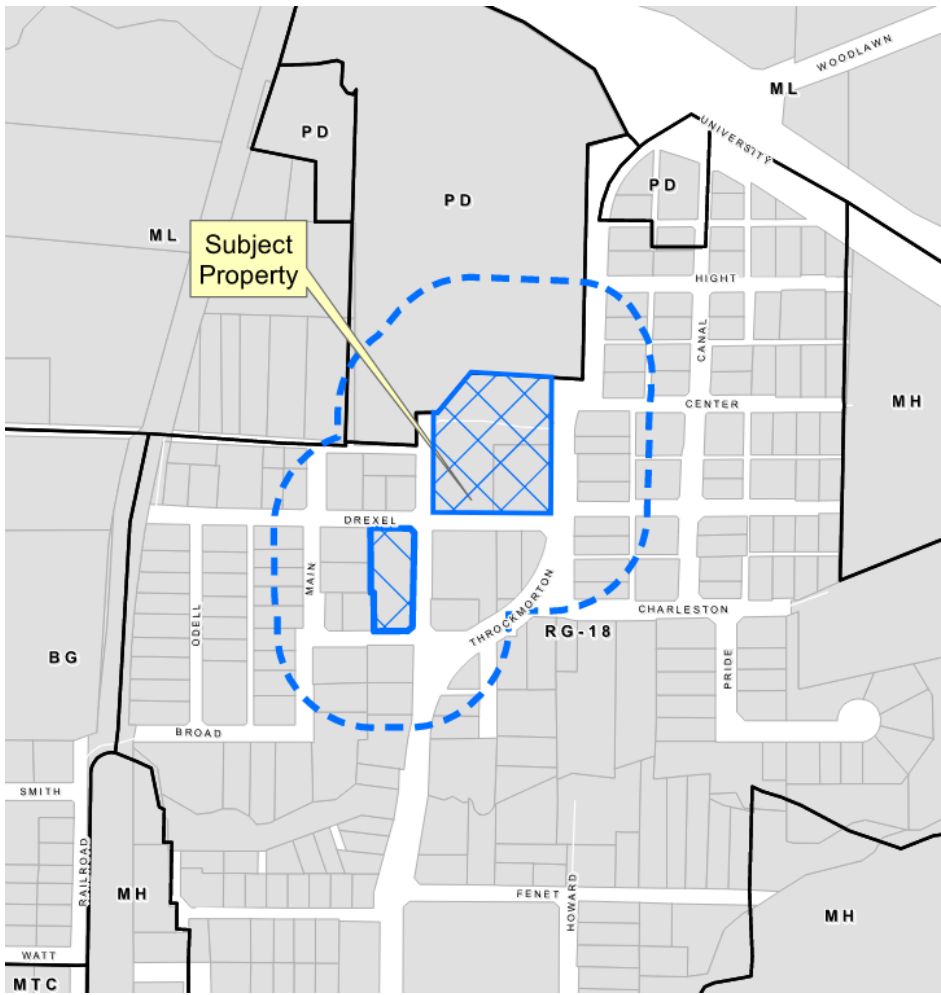 WOODLAWN
ML
UNIVERSITY
PD
PD
PD
ML
Subject
Property
HIGHT
CANAL
CENTER
MH
DREXEL
MAIN
THROCKMORTON
CHARLESTON
ODELL
RG-18
BG
PRIDE
BROAD
SMITH
RAILROAD
MH
FENET
HOWARD
MH
WATT
MTC